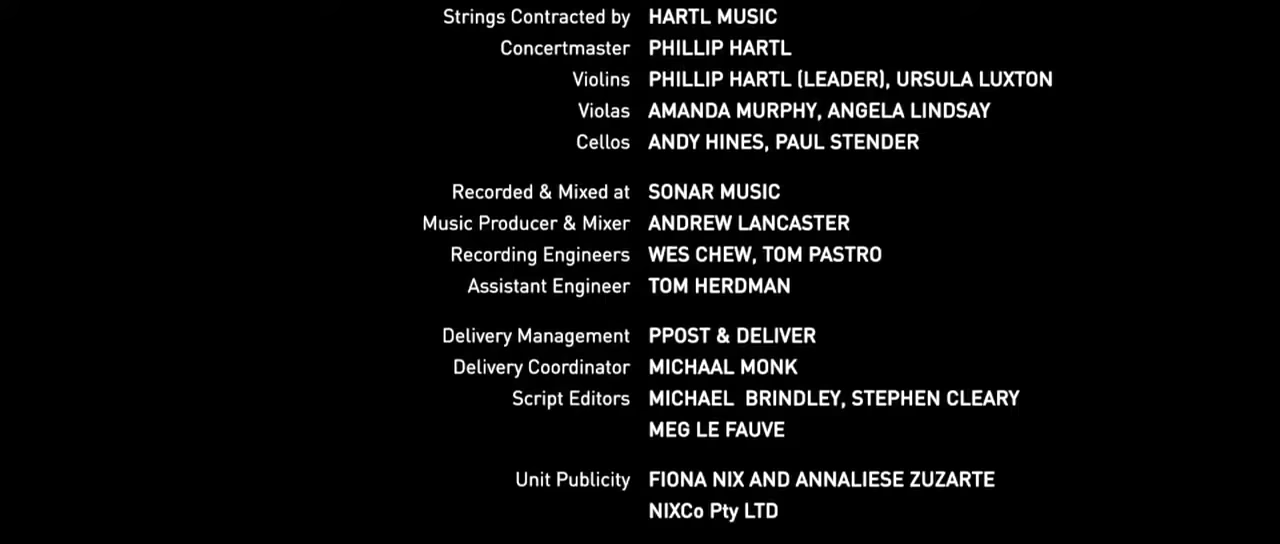 Strings Contracted by HARTL MUSIC
Concertmaster PHILLIP HARTL
Violins PHILLIP HARTL (LEADER), URSULA LUXTON
Violas AMANDA MURPHY, ANGELA LINDSAY
Cellos ANDY HINES, PAUL STENDER
Recorded & Mixed at SONAR MUSIC
Music Producer & Mixer ANDREW LANCASTER
Recording Engineers WES CHEW, TOM PASTRO
Assistant Engineer TOM HERDMAN
Delivery Management PPOST & DELIVER
Delivery Coordinator MICHAAL MONK
Script Editors MICHAEL  BRINDLEY, STEPHEN CLEARY
MEG LE FAUVE
Unit Publicity FIONA NIX AND ANNALIESE ZUZARTE
NIXCo Pty LTD